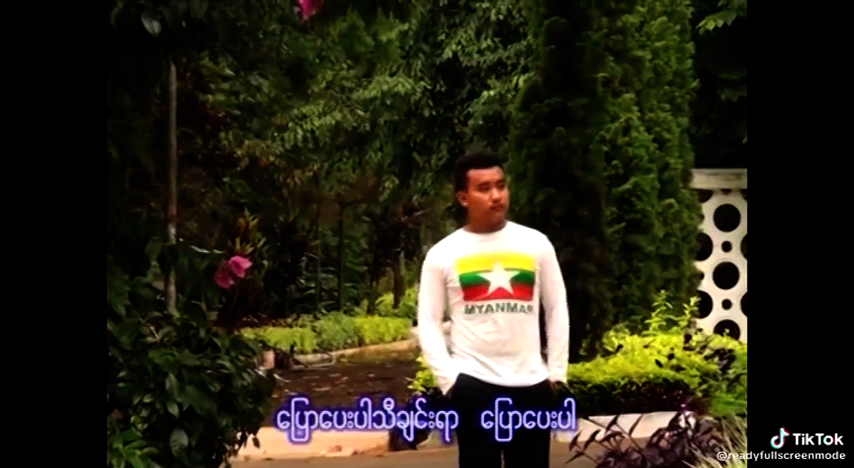 MYANMAR
ပြောပေးပါသီချင်းရာ ပြောပေးပါ
TikTok
@readyfullscreenmode